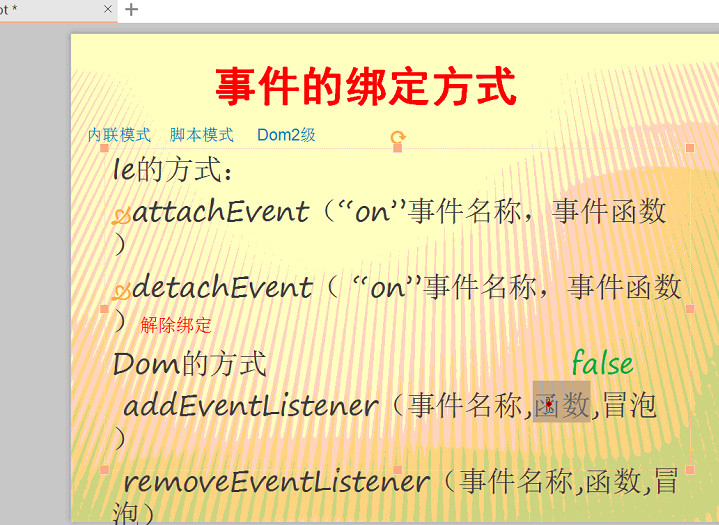 ot *
事件的绑定方式
内联模式 脚本模式 Dom2级
Ie的方式：
attachEvent（“on”事件名称，事件函数
）
detachEvent（ “on”事件名称，事件函数
）解除绑定
Dom的方式 false
addEventListener（事件名称,函数,冒泡
）
removeEventListener（事件名称,函数,冒
泡）